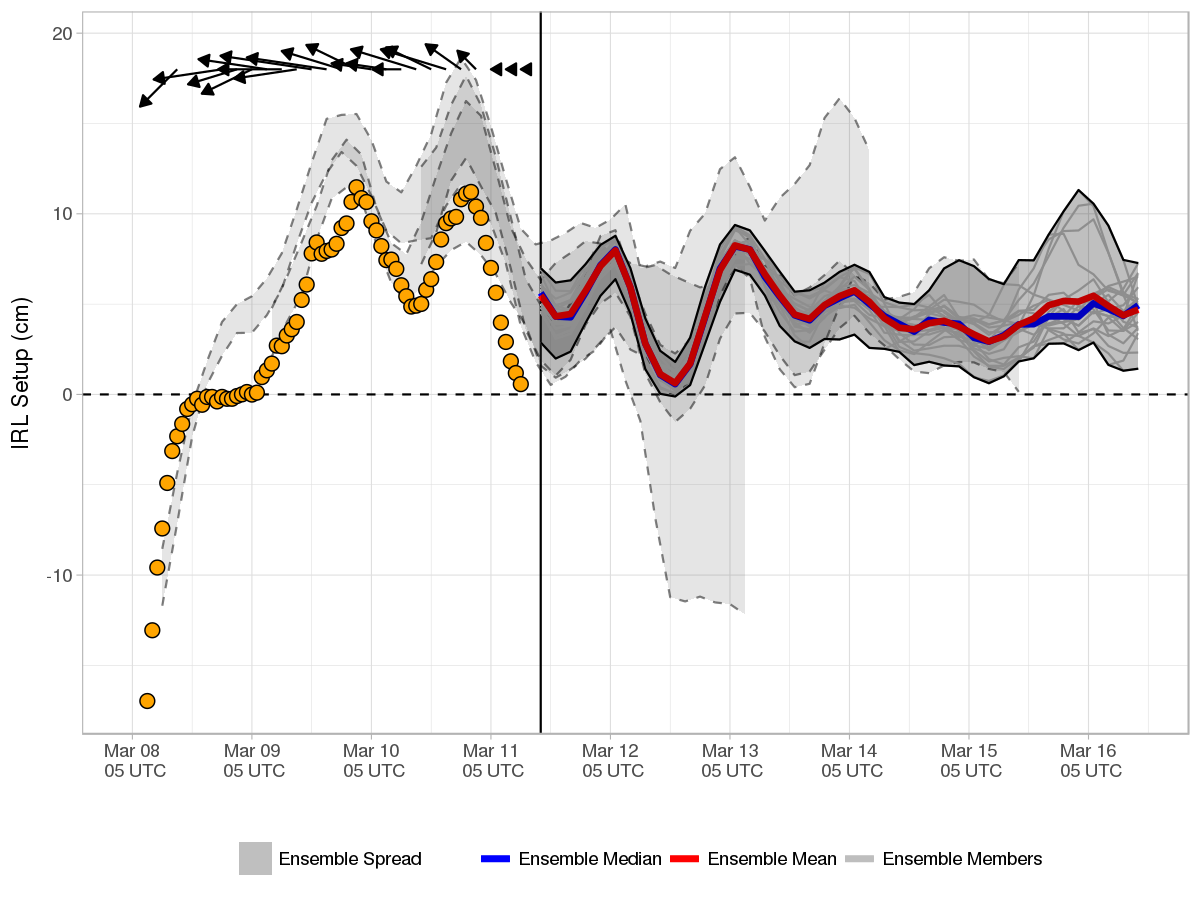 IRL Setup (cm)
20
10
0
-10
Mar 08 Mar 09 Mar 10 Mar 11 Mar 12 Mar 13 Mar 14 Mar 15 Mar 16
05 UTC 05 UTC 05 UTC 05 UTC 05 UTC 05 UTC 05 UTC 05 UTC 05 UTC
Ensemble Spread Ensemble Median Ensemble Mean Ensemble Members